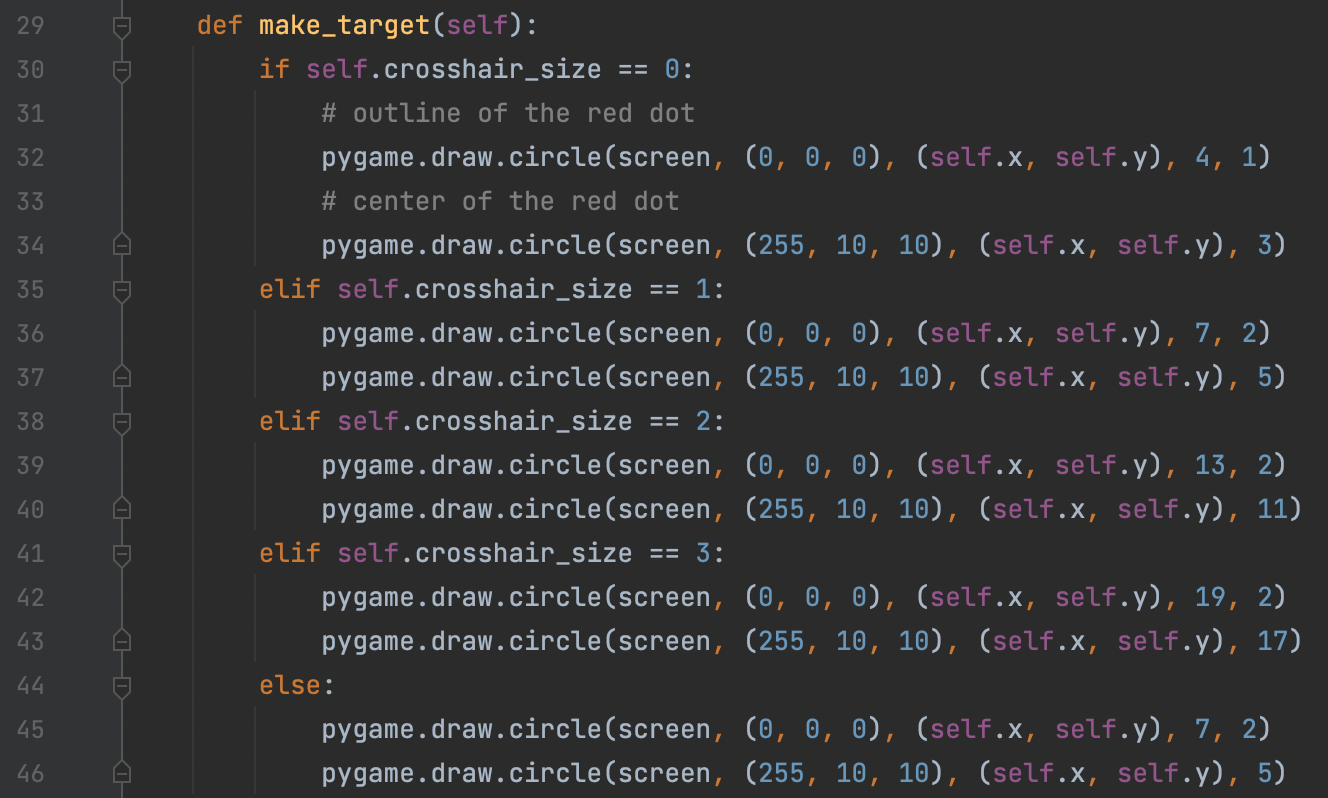 29 def make_target(self):
30 if self.crosshair_size == 0:
31 # outline of the red dot
32 pygame.draw.circle(screen, (0, 0, 0), (self.x, self.y), 4, 1)
33 # center of the red dot
34 pygame.draw.circle(screen, (255, 10, 10), (self.x, self.y), 3)
35 elif self.crosshair_size == 1:
36 pygame.draw.circle(screen, (0, 0, 0), (self.x, self.y), 7, 2)
37 pygame.draw.circle(screen, (255, 10, 10), (self.x, self.y), 5)
38 elif self.crosshair_size == 2:
39 pygame.draw.circle(screen, (0, 0, 0), (self.x, self.y), 13, 2)
40 pygame.draw.circle(screen, (255, 10, 10), (self.x, self.y), 11)
41 elif self.crosshair_size == 3:
42 pygame.draw.circle(screen, (0, 0, 0), (self.x, self.y), 19, 2)
43 pygame.draw.circle(screen, (255, 10, 10), (self.x, self.y), 17)
44 else:
45 pygame.draw.circle(screen, (0, 0, 0), (self.x, self.y), 7, 2)
46 pygame.draw.circle(screen, (255, 10, 10), (self.x, self.y), 5)